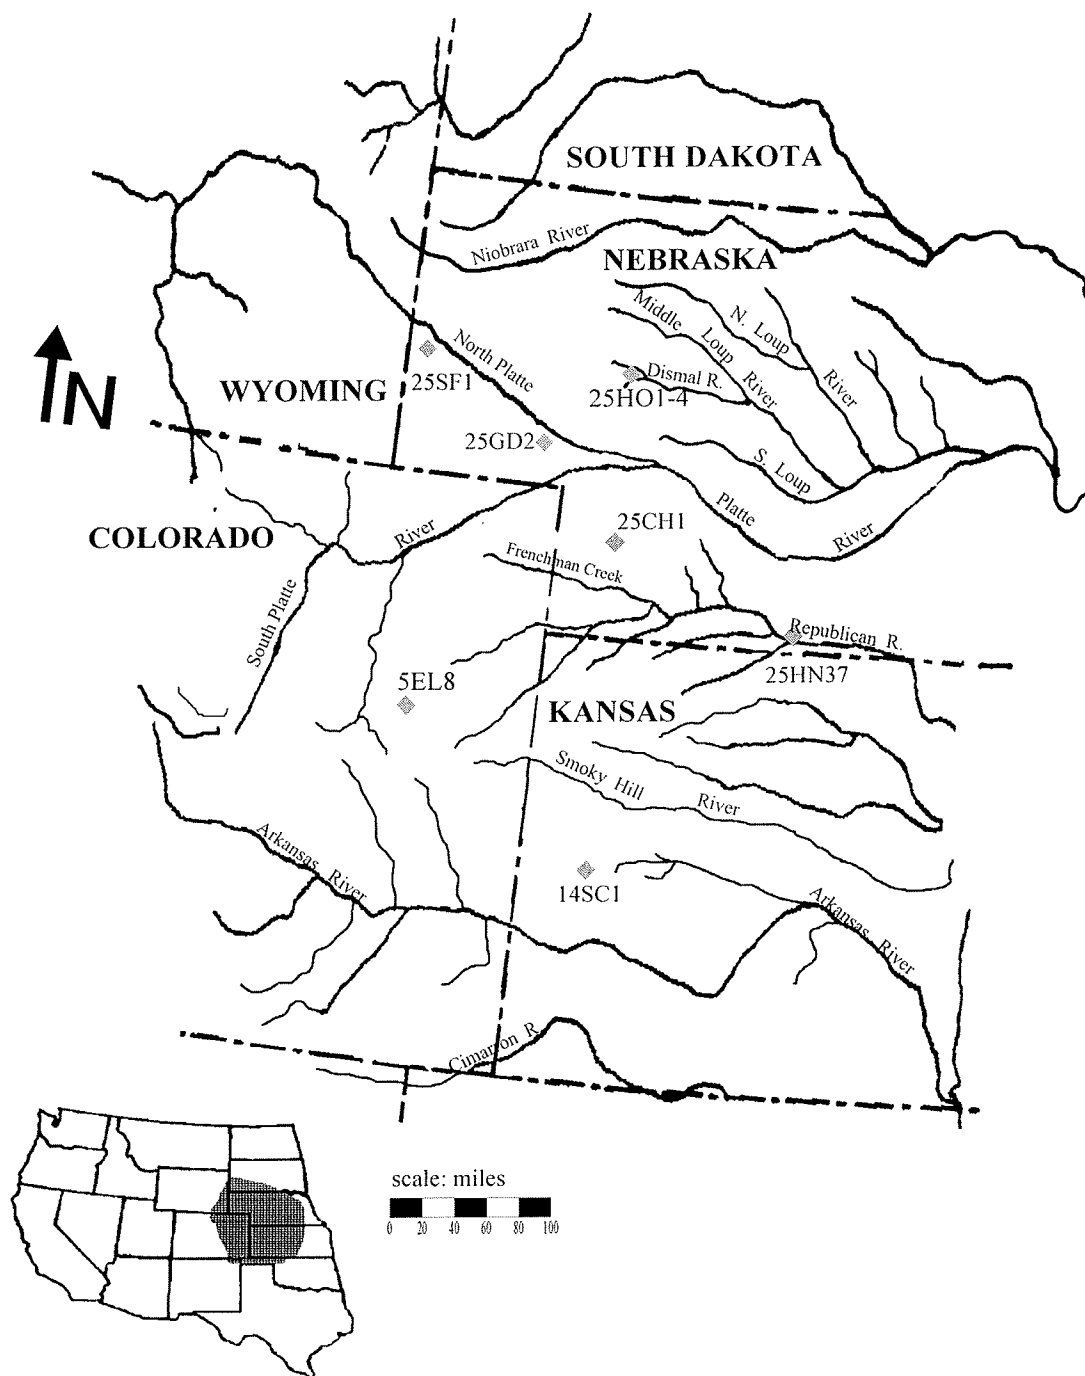 SOUTH DAKOTA
Niobrara River
NEBRASKA
Middle Loup River
N. Loup River
North Platte
WYOMING
25SF1
Dismal R.
25HO1-4
N
25GD2
S. Loup
COLORADO
River
25CH1
Platte River
Frenchman Creek
South Platte
Republican R.
25HN37
5EL8
KANSAS
Smoky Hill River
Arkansas River
14SC1
Arkansas River
Cimarron R.
scale: miles
0 20 40 60 80 100